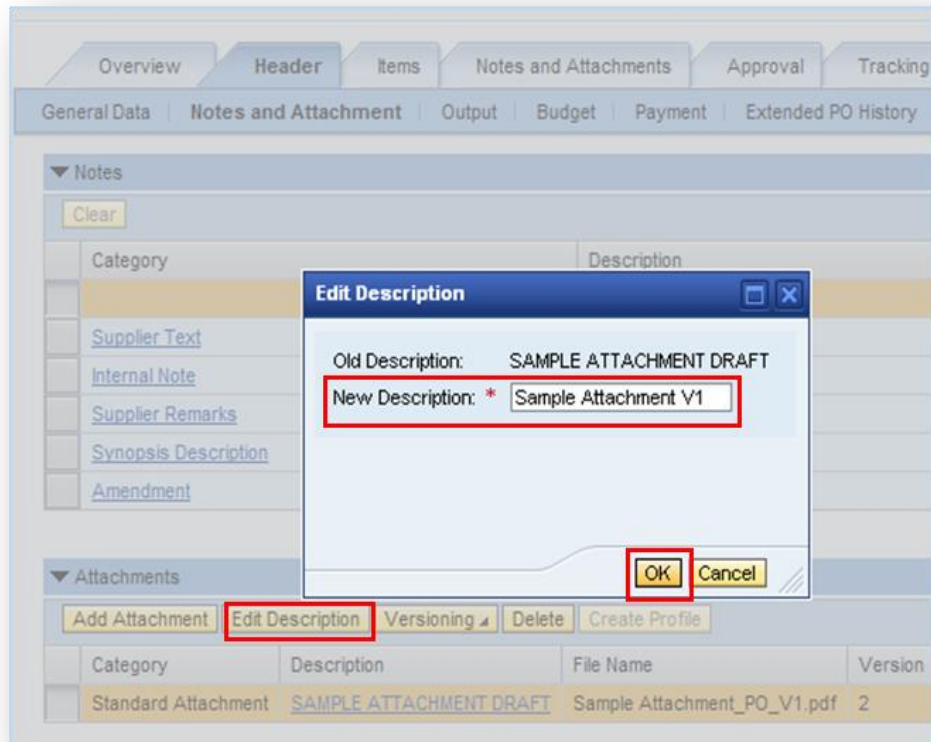 Overview Header Items Notes and Attachments Approval Tracking
General Data Notes and Attachment Output Budget Payment Extended PO History
Notes
Clear
Category Description
Edit Description
Supplier Text
Old Description: SAMPLE ATTACHMENT DRAFT
Internal Note
New Description: * Sample Attachment V1
Supplier Remarks
Synopsis Description
Amendment
OK Cancel
Attachments
Add Attachment Edit Description Versioning Delete Create Profile
Category Description File Name Version
Standard Attachment SAMPLE ATTACHMENT DRAFT Sample Attachment_PO_V1.pdf 2